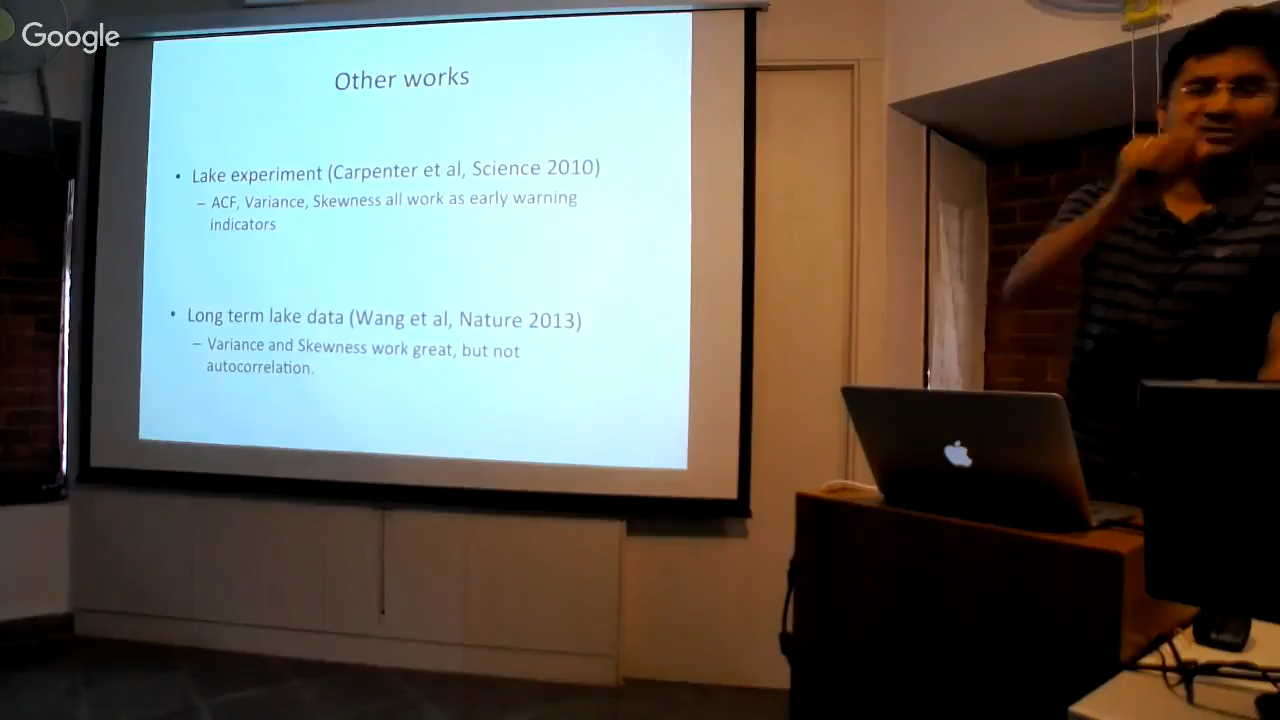 Google
Other works
• Lake experiment (Carpenter et al, Science 2010)
– ACF, Variance, Skewness all work as early warning
indicators
• Long term lake data (Wang et al, Nature 2013)
– Variance and Skewness work great, but not
autocorrelation.